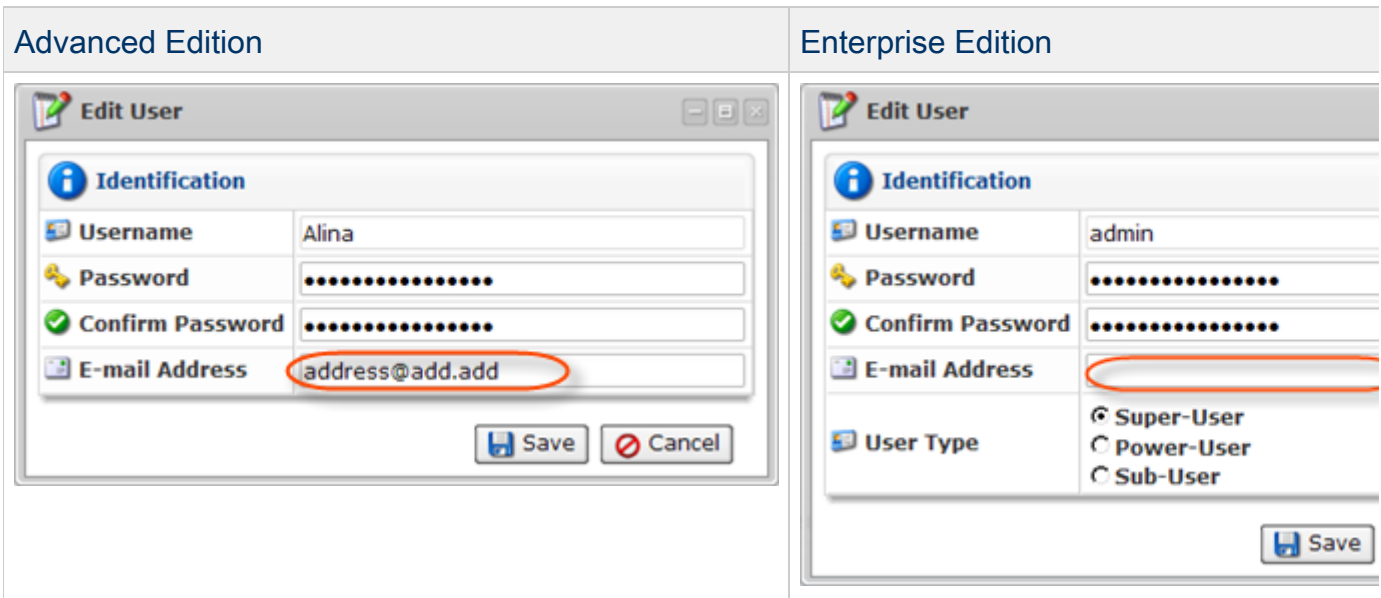 Advanced Edition
Enterprise Edition
Edit User
Identification
Username Alina
Password ••••••••••••••••
Confirm Password ••••••••••••••••
E-mail Address address@add.add
Save Cancel
Edit User
Identification
Username admin
Password ••••••••••••••••
Confirm Password ••••••••••••••••
E-mail Address
User Type
Super-User
Power-User
Sub-User
Save